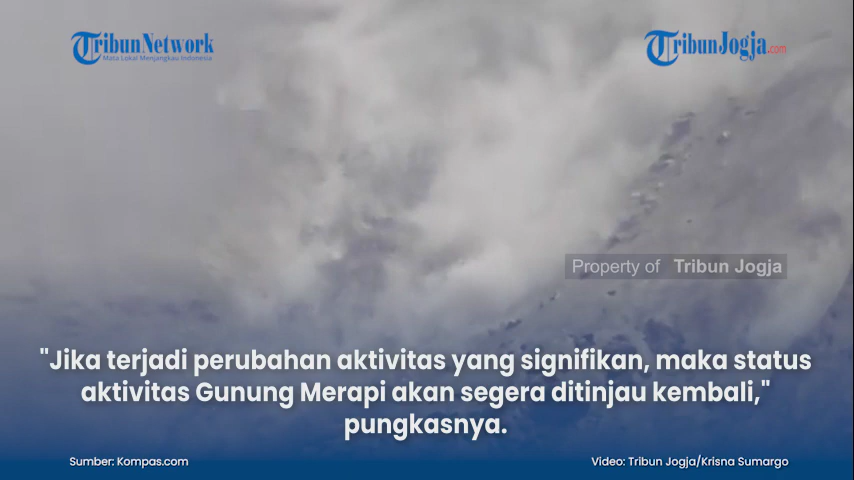 TribunNetwork
Mata Lokal Menjangkau Indonesia
TribunJogja.com
Property of Tribun Jogja
"Jika terjadi perubahan aktivitas yang signifikan, maka status
aktivitas Gunung Merapi akan segera ditinjau kembali,"
pungkasnya.
Sumber: Kompas.com
Video: Tribun Jogja/Krisna Sumargo